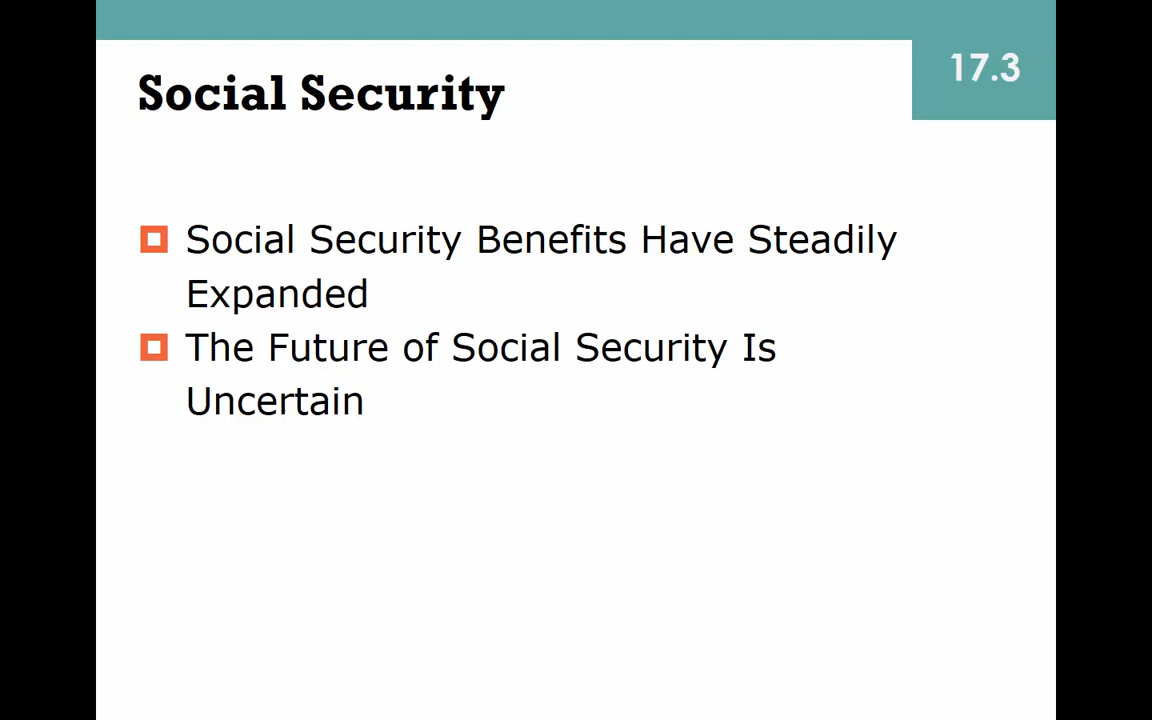 17.3
Social Security
Social Security Benefits Have Steadily
Expanded
The Future of Social Security Is
Uncertain